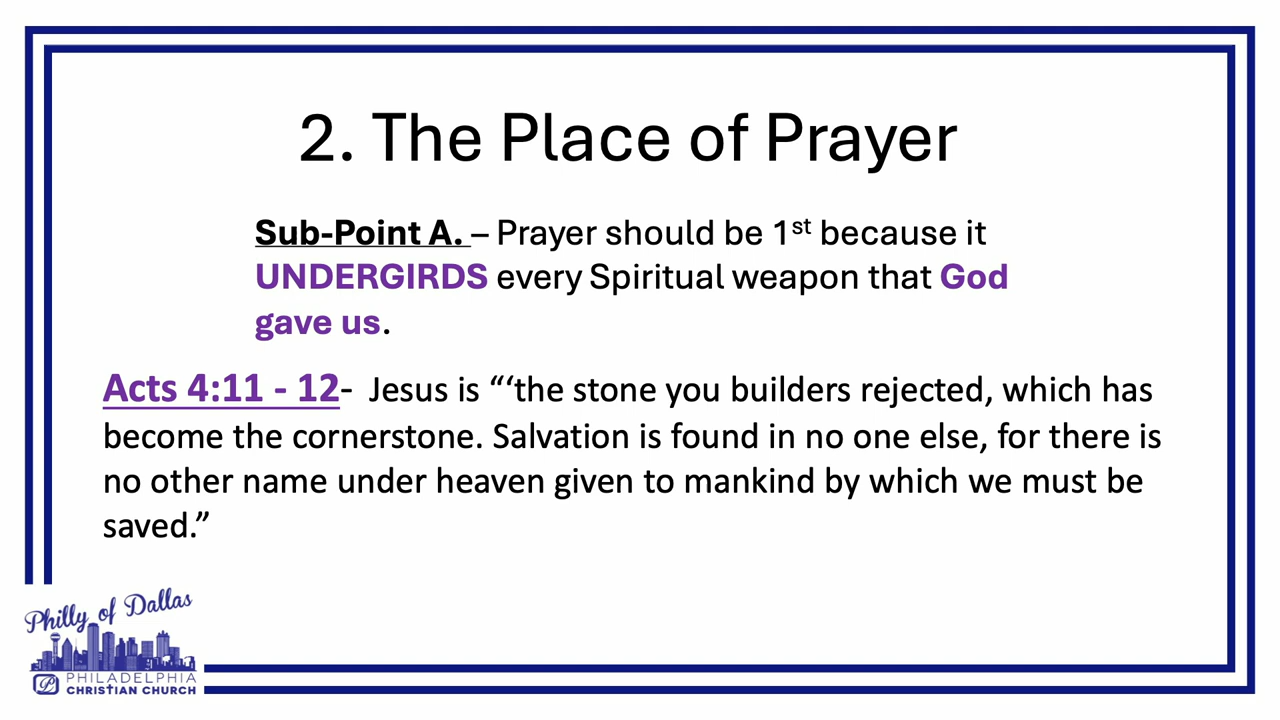 2. The Place of Prayer
Sub-Point A. – Prayer should be 1st because it
UNDERGIRDS every Spiritual weapon that God
gave us.
Acts 4:11 - 12- Jesus is “‘the stone you builders rejected, which has
become the cornerstone. Salvation is found in no one else, for there is
no other name under heaven given to mankind by which we must be
saved.”
Philly of Dallas
PHILADELPHIA
CHRISTIAN CHURCH